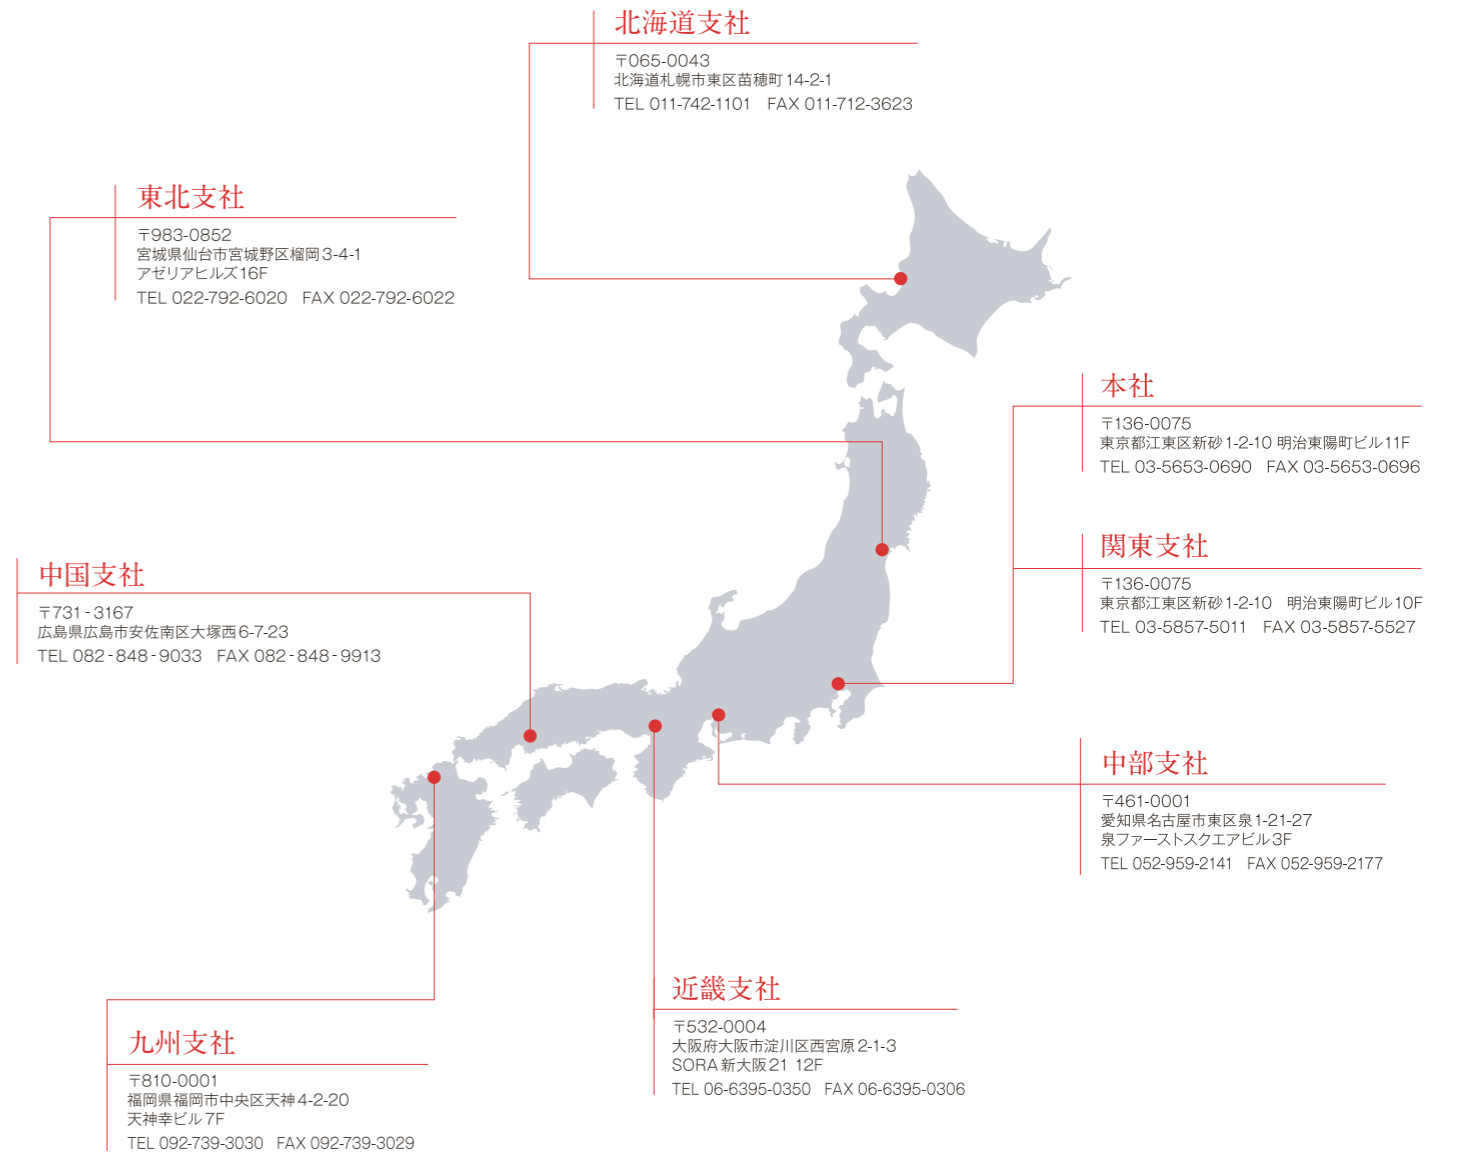 北海道支社
〒065-0043
北海道札幌市東区苗穂町14-2-1
TEL 011-742-1101 FAX 011-712-3623
東北支社
〒983-0852
宮城県仙台市宮城野区榴岡3-4-1
アゼリアヒルズ16F
TEL 022-792-6020 FAX 022-792-6022
本社
〒136-0075
東京都江東区新砂1-2-10 明治東陽町ビル11F
TEL 03-5653-0690 FAX 03-5653-0696
関東支社
〒136-0075
東京都江東区新砂1-2-10 明治東陽町ビル10F
TEL 03-5857-5011 FAX 03-5857-5527
中国支社
〒731-3167
広島県広島市安佐南区大塚西6-7-23
TEL 082-848-9033 FAX 082-848-9913
中部支社
〒461-0001
愛知県名古屋市東区泉1-21-27
泉ファーストスクエアビル3F
TEL 052-959-2141 FAX 052-959-2177
近畿支社
〒532-0004
大阪府大阪市淀川区西宮原2-1-3
SORA新大阪21 12F
TEL 06-6395-0350 FAX 06-6395-0306
九州支社
〒810-0001
福岡県福岡市中央区天神4-2-20
天神幸ビル7F
TEL 092-739-3030 FAX 092-739-3029